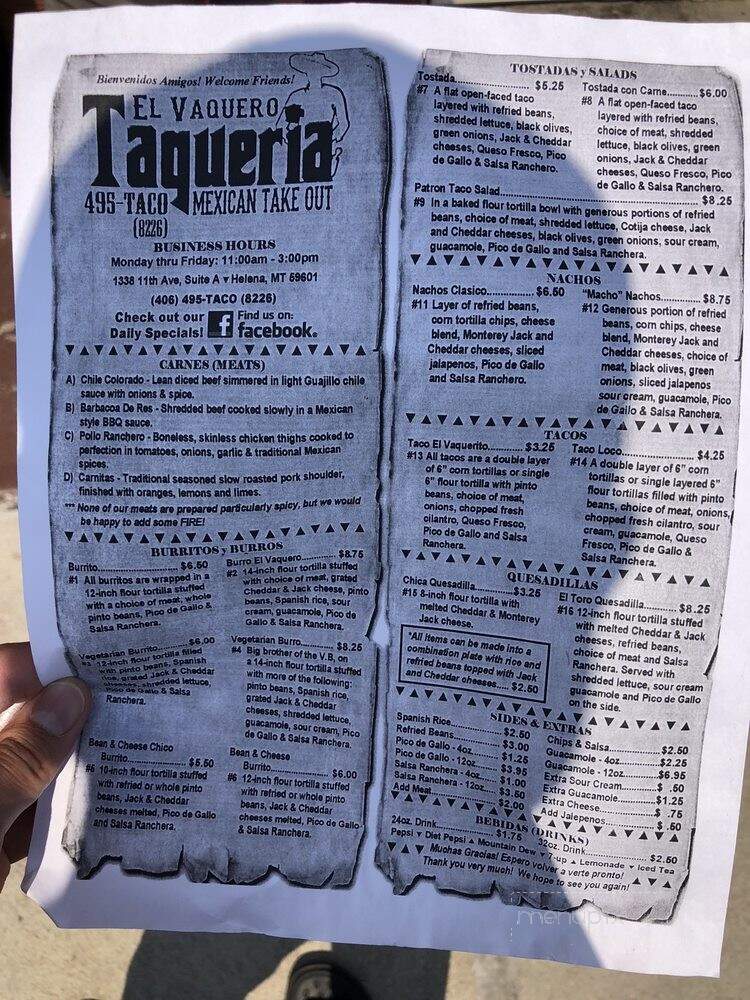 Bienvenidos Amigos! Welcome Friends!
EL VAQUERO
Taqueria
495-TACO MEXICAN TAKE OUT
(8226)
BUSINESS HOURS
Monday thru Friday: 11:00am - 3:00pm
1338 11th Ave, Suite A ▾ Helena, MT 59601
(406) 495-TACO (8226)
Check out our
Daily Specials!
f
Find us on:
facebook.
CARNES (MEATS)
A) Chile Colorado - Lean diced beef simmered in light Guajillo chile
sauce with onions & spice.
B) Barbacoa De Res - Shredded beef cooked slowly in a Mexican
style BBQ sauce.
C) Pollo Ranchero - Boneless, skinless chicken thighs cooked to
perfection in tomatoes, onions, garlic & traditional Mexican
spices.
D) Carnitas - Traditional seasoned slow roasted pork shoulder,
finished with oranges, lemons and limes.
*** None of our meats are prepared particularly spicy, but we would
be happy to add some FIRE!
BURRITOS y BURROS
Burrito............................ $6.50
#1 All burritos are wrapped in a
12-inch flour tortilla stuffed
with a choice of meat, whole
pinto beans, Pico de Gallo &
Salsa Ranchera.
Burro El Vaquero............ $8.75
#2 14-inch flour tortilla stuffed
with choice of meat, grated
Cheddar & Jack cheese, pinto
beans, Spanish rice, sour
cream, guacamole, Pico de
Gallo & Salsa Ranchera.
Vegetarian Burrito........... $6.00
#3 12-inch flour tortilla filled
with pinto beans, Spanish
rice, grated Jack & Cheddar
cheeses, shredded lettuce,
Pico de Gallo & Salsa
Ranchera.
Vegetarian Burro............ $8.25
#4 Big brother of the V.B, on
a 14-inch flour tortilla stuffed
with more of the following:
pinto beans, Spanish rice,
grated Jack & Cheddar
cheeses, shredded lettuce,
guacamole, sour cream, Pico
de Gallo & Salsa Ranchera.
Bean & Cheese Chico
Burrito......................... $5.50
#5 10-inch flour tortilla stuffed
with refried or whole pinto
beans, Jack & Cheddar
cheeses melted, Pico de Gallo
and Salsa Ranchera.
Bean & Cheese
Burrito......................... $6.00
#6 12-inch flour tortilla stuffed
with refried or whole pinto
beans, Jack & Cheddar
cheeses melted, Pico de Gallo
& Salsa Ranchera.
TOSTADAS y SALADS
Tostada........................ $5.25
#7 A flat open-faced taco
layered with refried beans,
shredded lettuce, black olives,
green onions, Jack & Cheddar
cheeses, Queso Fresco, Pico
de Gallo & Salsa Ranchero.
Tostada con Carne.......... $6.00
#8 A flat open-faced taco
layered with refried beans,
choice of meat, shredded
lettuce, black olives, green
onions, Jack & Cheddar
cheeses, Queso Fresco, Pico
de Gallo & Salsa Ranchero.
Patron Taco Salad.................................................. $8.25
#9 In a baked flour tortilla bowl with generous portions of refried
beans, choice of meat, shredded lettuce, Cotija cheese, Jack
and Cheddar cheeses, black olives, green onions, sour cream,
guacamole, Pico de Gallo and Salsa Ranchera.
NACHOS
Nachos Clasico............... $6.50
#11 Layer of refried beans,
corn tortilla chips, cheese
blend, Monterey Jack and
Cheddar cheeses, sliced
jalapenos, Pico de Gallo
and Salsa Ranchero.
“Macho” Nachos.............. $8.75
#12 Generous portion of refried
beans, corn chips, cheese
blend, Monterey Jack and
Cheddar cheeses, choice of
meat, black olives, green
onions, sliced jalapenos
sour cream, guacamole, Pico
de Gallo & Salsa Ranchera.
TACOS
Taco El Vaquerito............ $3.25
#13 All tacos are a double layer
of 6” corn tortillas or single
6” flour tortilla with pinto
beans, choice of meat,
onions, chopped fresh
cilantro, Queso Fresco,
Pico de Gallo and Salsa
Ranchera.
Taco Loco........................ $4.25
#14 A double layer of 6” corn
tortillas or single layered 6”
flour tortillas filled with pinto
beans, choice of meat, onions,
chopped fresh cilantro, sour
cream, guacamole, Queso
Fresco, Pico de Gallo &
Salsa Ranchera.
QUESADILLAS
Chica Quesadilla............ $3.25
#15 8-inch flour tortilla with
melted Cheddar & Monterey
Jack cheese.
*All items can be made into a
combination plate with rice and
refried beans topped with Jack
and Cheddar cheeses..... $2.50
El Toro Quesadilla........... $8.25
#16 12-inch flour tortilla stuffed
with melted Cheddar & Jack
cheeses, refried beans,
choice of meat and Salsa
Ranchera. Served with
shredded lettuce, sour cream
guacamole and Pico de Gallo
on the side.
SIDES & EXTRAS
Spanish Rice................... $2.50
Refried Beans.................. $3.00
Pico de Gallo - 4oz........... $1.25
Pico de Gallo - 12oz......... $3.95
Salsa Ranchera - 4oz....... $1.00
Salsa Ranchera - 12oz..... $3.50
Add Meat.......................... $2.00
Chips & Salsa................... $2.50
Guacamole - 4oz.............. $2.25
Guacamole - 12oz............ $6.95
Extra Sour Cream............. $ .50
Extra Guacamole.............. $1.25
Extra Cheese.................... $ .75
Add Jalepenos.................. $ .50
BEBIDAS (DRINKS)
24oz. Drink....................... $1.75
32oz. Drink....................... $2.50
Pepsi ▾ Diet Pepsi ▴ Mountain Dew ▾ 7up ▴ Lemonade ▾ Iced Tea
Muchas Gracias! Espero volver a verte pronto!
Thank you very much! We hope to see you again!
menupix